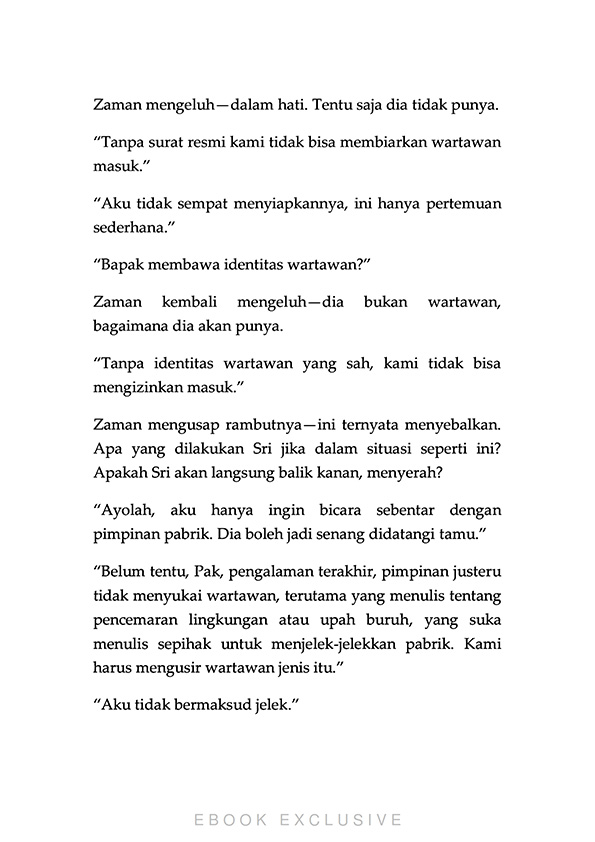 Zaman mengeluh—dalam hati. Tentu saja dia tidak punya.
“Tanpa surat resmi kami tidak bisa membiarkan wartawan
masuk.”
“Aku tidak sempat menyiapkannya, ini hanya pertemuan
sederhana.”
“Bapak membawa identitas wartawan?”
Zaman kembali mengeluh—dia bukan wartawan,
bagaimana dia akan punya.
“Tanpa identitas wartawan yang sah, kami tidak bisa
mengizinkan masuk.”
Zaman mengusap rambutnya—ini ternyata menyebalkan.
Apa yang dilakukan Sri jika dalam situasi seperti ini?
Apakah Sri akan langsung balik kanan, menyerah?
“Ayolah, aku hanya ingin bicara sebentar dengan
pimpinan pabrik. Dia boleh jadi senang didatangi tamu.”
“Belum tentu, Pak, pengalaman terakhir, pimpinan justeru
tidak menyukai wartawan, terutama yang menulis tentang
pencemaran lingkungan atau upah buruh, yang suka
menulis sepihak untuk menjelek-jelekkan pabrik. Kami
harus mengusir wartawan jenis itu.”
“Aku tidak bermaksud jelek.”
EBOOK EXCLUSIVE